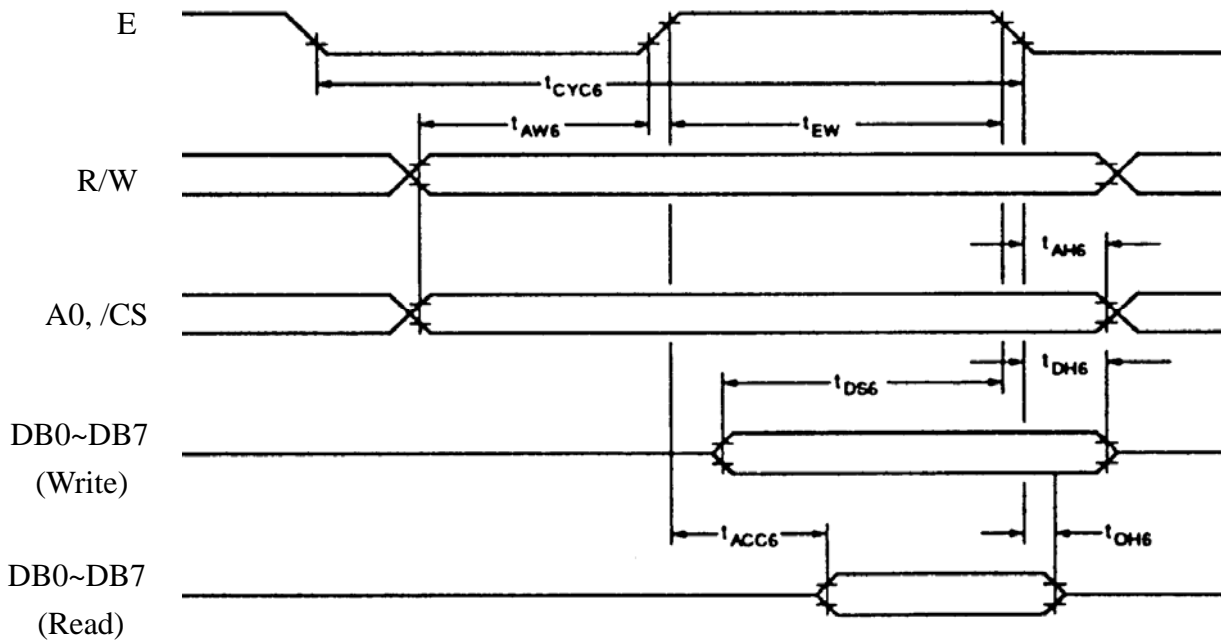 E
tCYC6
tAW6
tEW
R/W
tAH6
A0, /CS
tDH6
tDS6
DB0~DB7
(Write)
tACC6
tOH6
DB0~DB7
(Read)